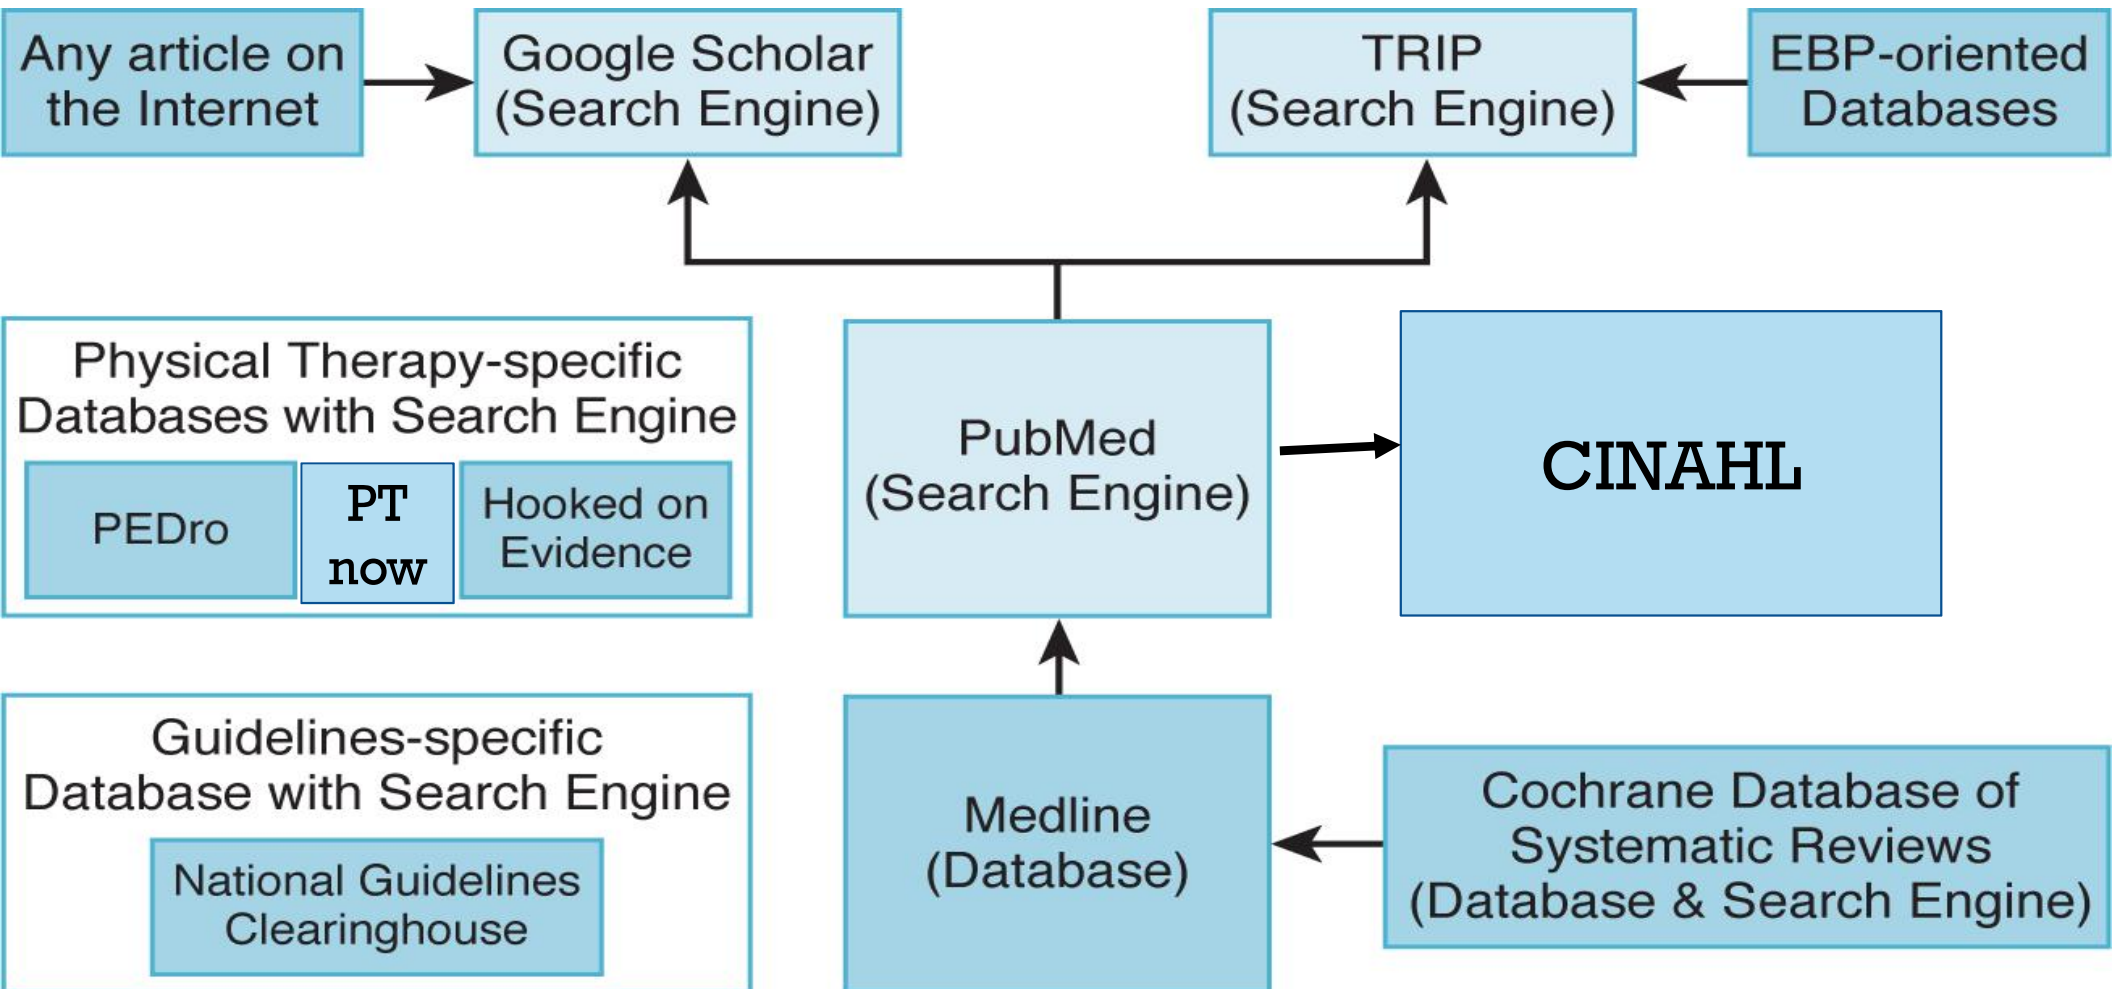 Any article on
the Internet
Google Scholar
(Search Engine)
TRIP
(Search Engine)
EBP-oriented
Databases
Physical Therapy-specific
Databases with Search Engine
PEDro
PT
now
Hooked on
Evidence
PubMed
(Search Engine)
CINAHL
Guidelines-specific
Database with Search Engine
National Guidelines
Clearinghouse
Medline
(Database)
Cochrane Database of
Systematic Reviews
(Database & Search Engine)